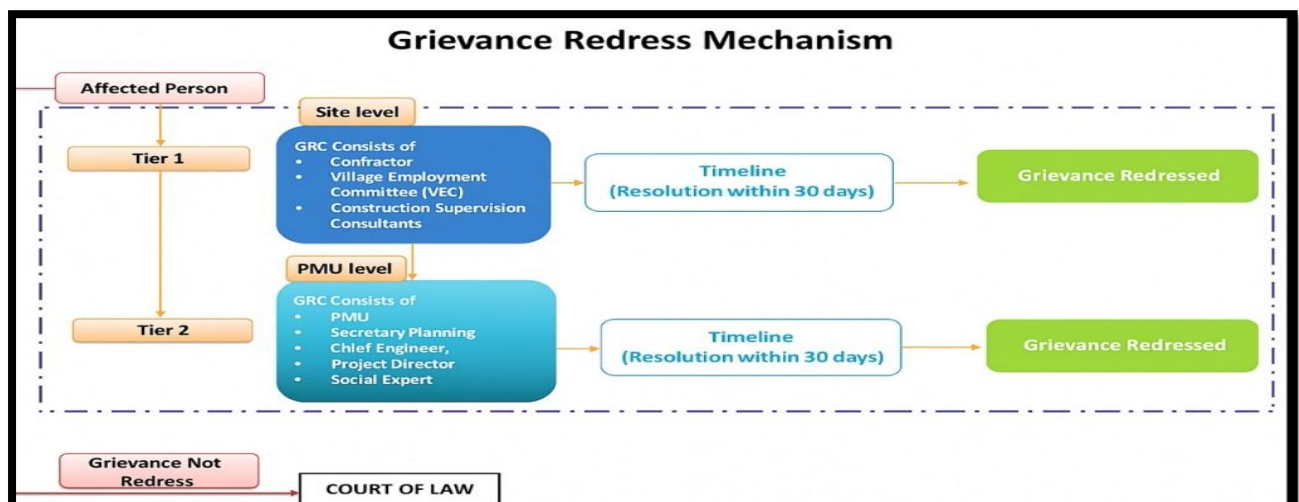 Grievance Redress Mechanism
Affected Person
Site level
Tier 1
GRC Consists of
• Confractor
• Village Employment
Committee (VEC)
• Construction Supervision
Consultants
Timeline
(Resolution within 30 days)
Grievance Redressed
PMU level
Tier 2
GRC Consists of
• PMU
• Secretary Planning
• Chlef Engineer,
• Project Director
• Social Expert
Timeline
(Resolution within 30 days)
Grievance Redressed
Grievance Not
Redress
COURT OF LAW